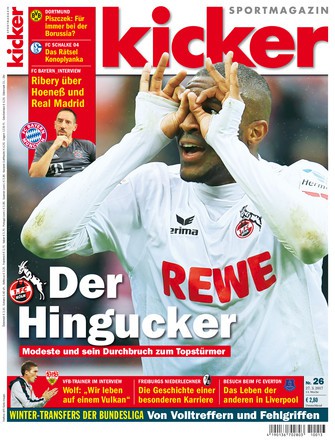 kicker
SPORTMAGAZIN
kicker
DORTMUND
Piszczek: Für
immer bei der
Borussia?
FC SCHALKE 04
Das Rätsel
Konoplyanka
FC BAYERN, INTERVIEW
Ribery über
Hoeneß und
Real Madrid
erima
REWE
Der
Hingucker
Modeste und sein Durchbruch zum Topstürmer
VFB-TRAINER IM INTERVIEW
Wolf: „Wir leben
auf einem Vulkan“
FREIBURGS NIEDERLECHNER
Die Geschichte einer
besonderen Karriere
BESUCH BEIM FC EVERTON
Das Leben der
anderen in Liverpool
Nr. 26
WINTER-TRANSFERS DER BUNDESLIGA Von Volltreffern und Fehlgriffen